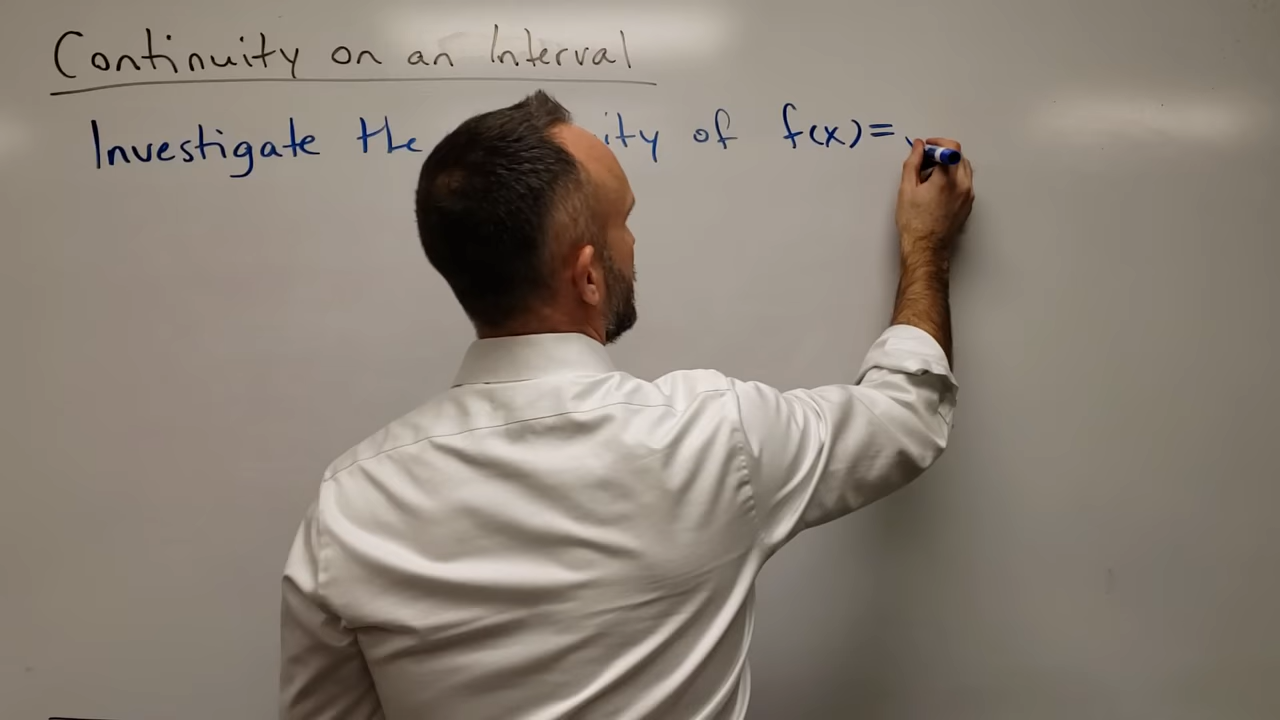 Continuity on an Interval
Investigate the ity of f(x)=